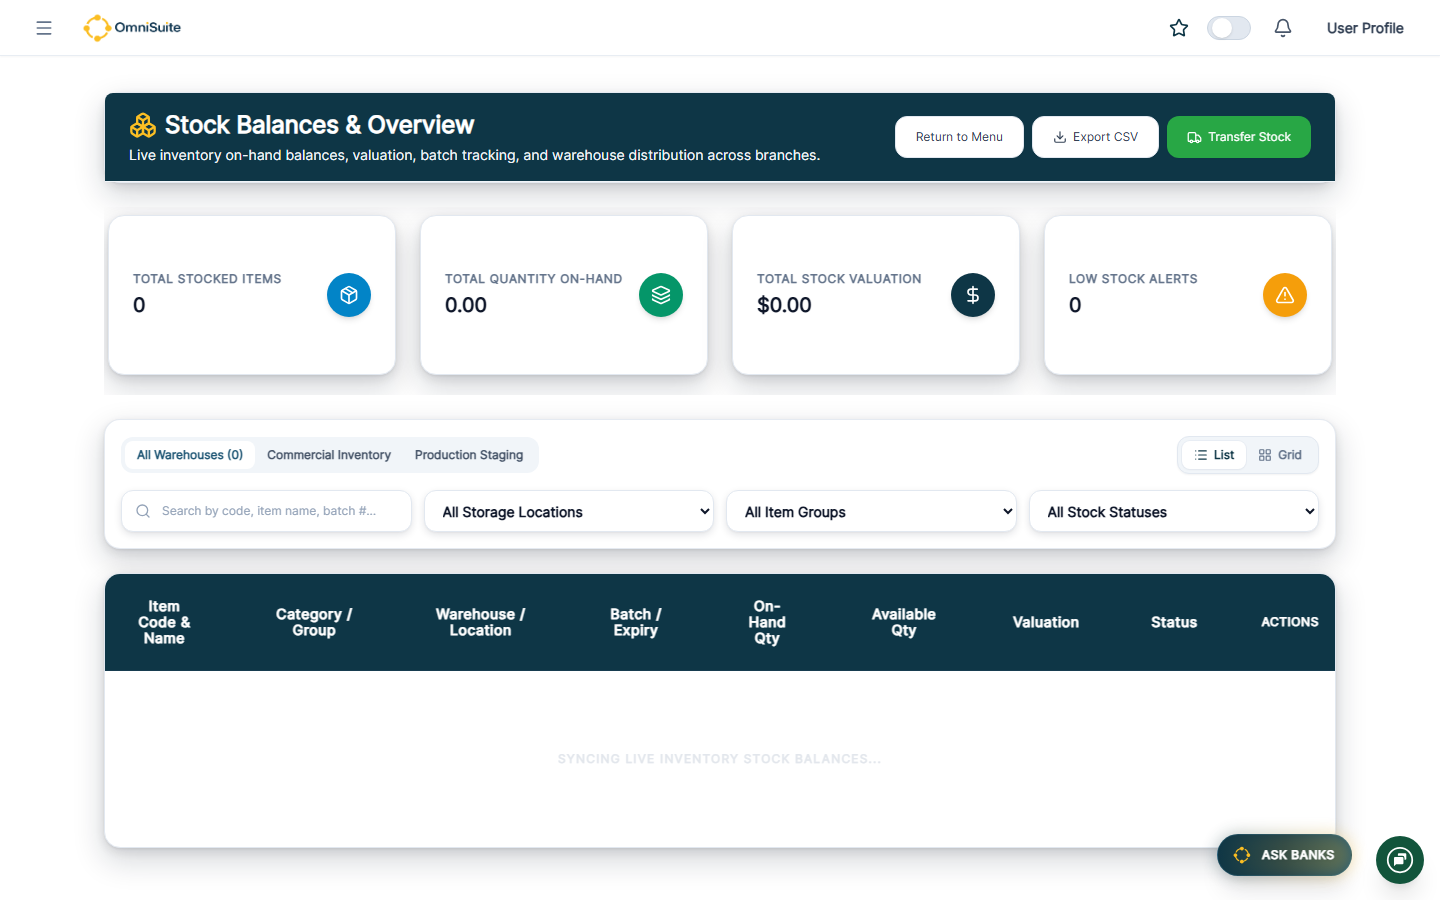 OmniSuite
User Profile
Stock Balances & Overview
Live inventory on-hand balances, valuation, batch tracking, and warehouse distribution across branches.
Return to Menu
Export CSV
Transfer Stock
TOTAL STOCKED ITEMS
0
TOTAL QUANTITY ON-HAND
0.00
TOTAL STOCK VALUATION
$0.00
LOW STOCK ALERTS
0
All Warehouses (0)
Commercial Inventory
Production Staging
List
Grid
Search by code, item name, batch #...
All Storage Locations
All Item Groups
All Stock Statuses
Item
Code &
Name
Category /
Group
Warehouse /
Location
Batch /
Expiry
On-
Hand
Qty
Available
Qty
Valuation
Status
ACTIONS
SYNCING LIVE INVENTORY STOCK BALANCES...
ASK BANKS